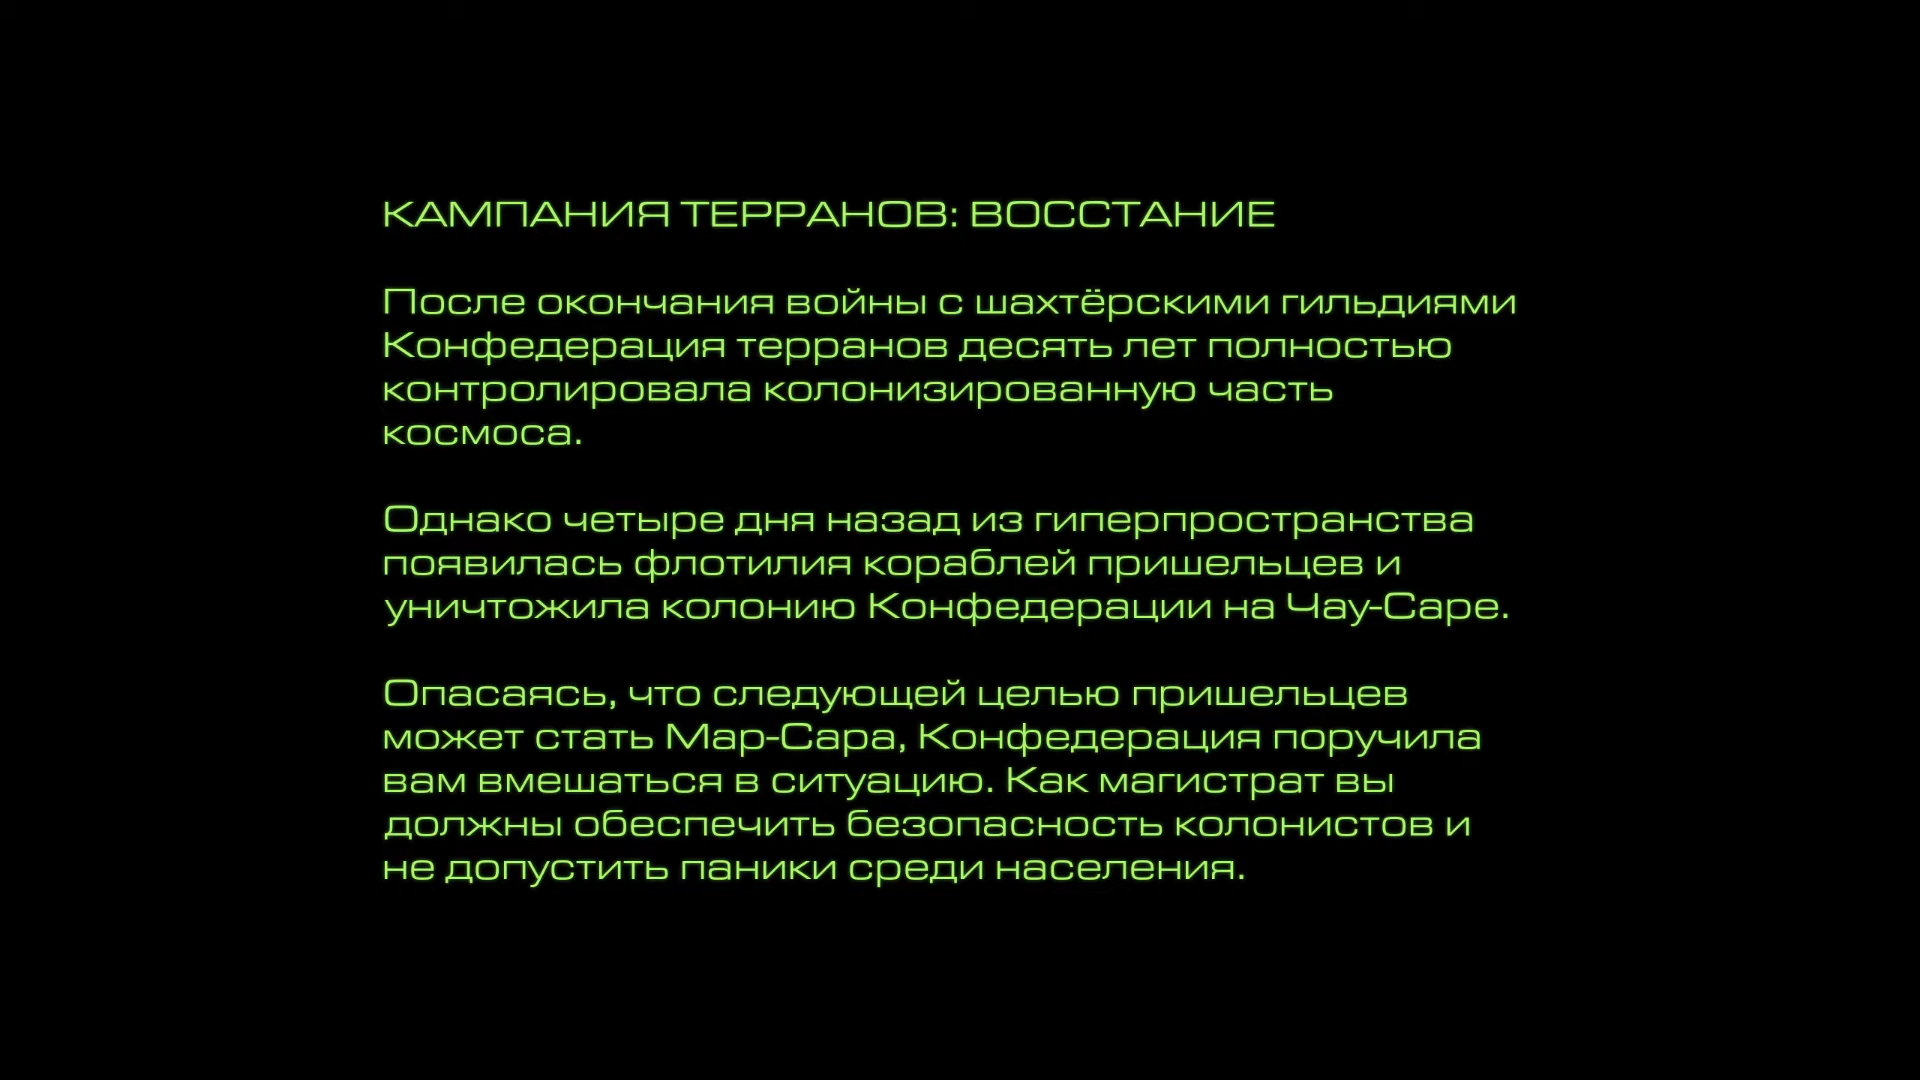 КАМПАНИЯ ТЕРРАНОВ: ВОССТАНИЕ
После окончания войны с шахтёрскими гильдиями
Конфедерация терранов десять лет полностью
контролировала колонизированную часть
космоса.
Однако четыре дня назад из гиперпространства
появилась флотилия кораблей пришельцев и
уничтожила колонию Конфедерации на Чау-Саре.
Опасаясь, что следующей целью пришельцев
может стать Мар-Сара, Конфедерация поручила
вам вмешаться в ситуацию. Как магистрат вы
должны обеспечить безопасность колонистов и
не допустить паники среди населения.